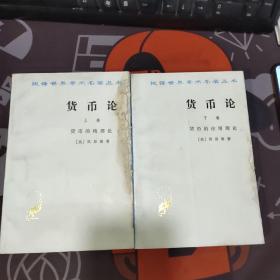 汉译世界学术名著丛书
货币论
上卷
货币的纯理论
[英] 凯恩斯 著
汉译世界学术名著丛书
货币论
下卷
货币的应用理论
[英] 凯恩斯 著